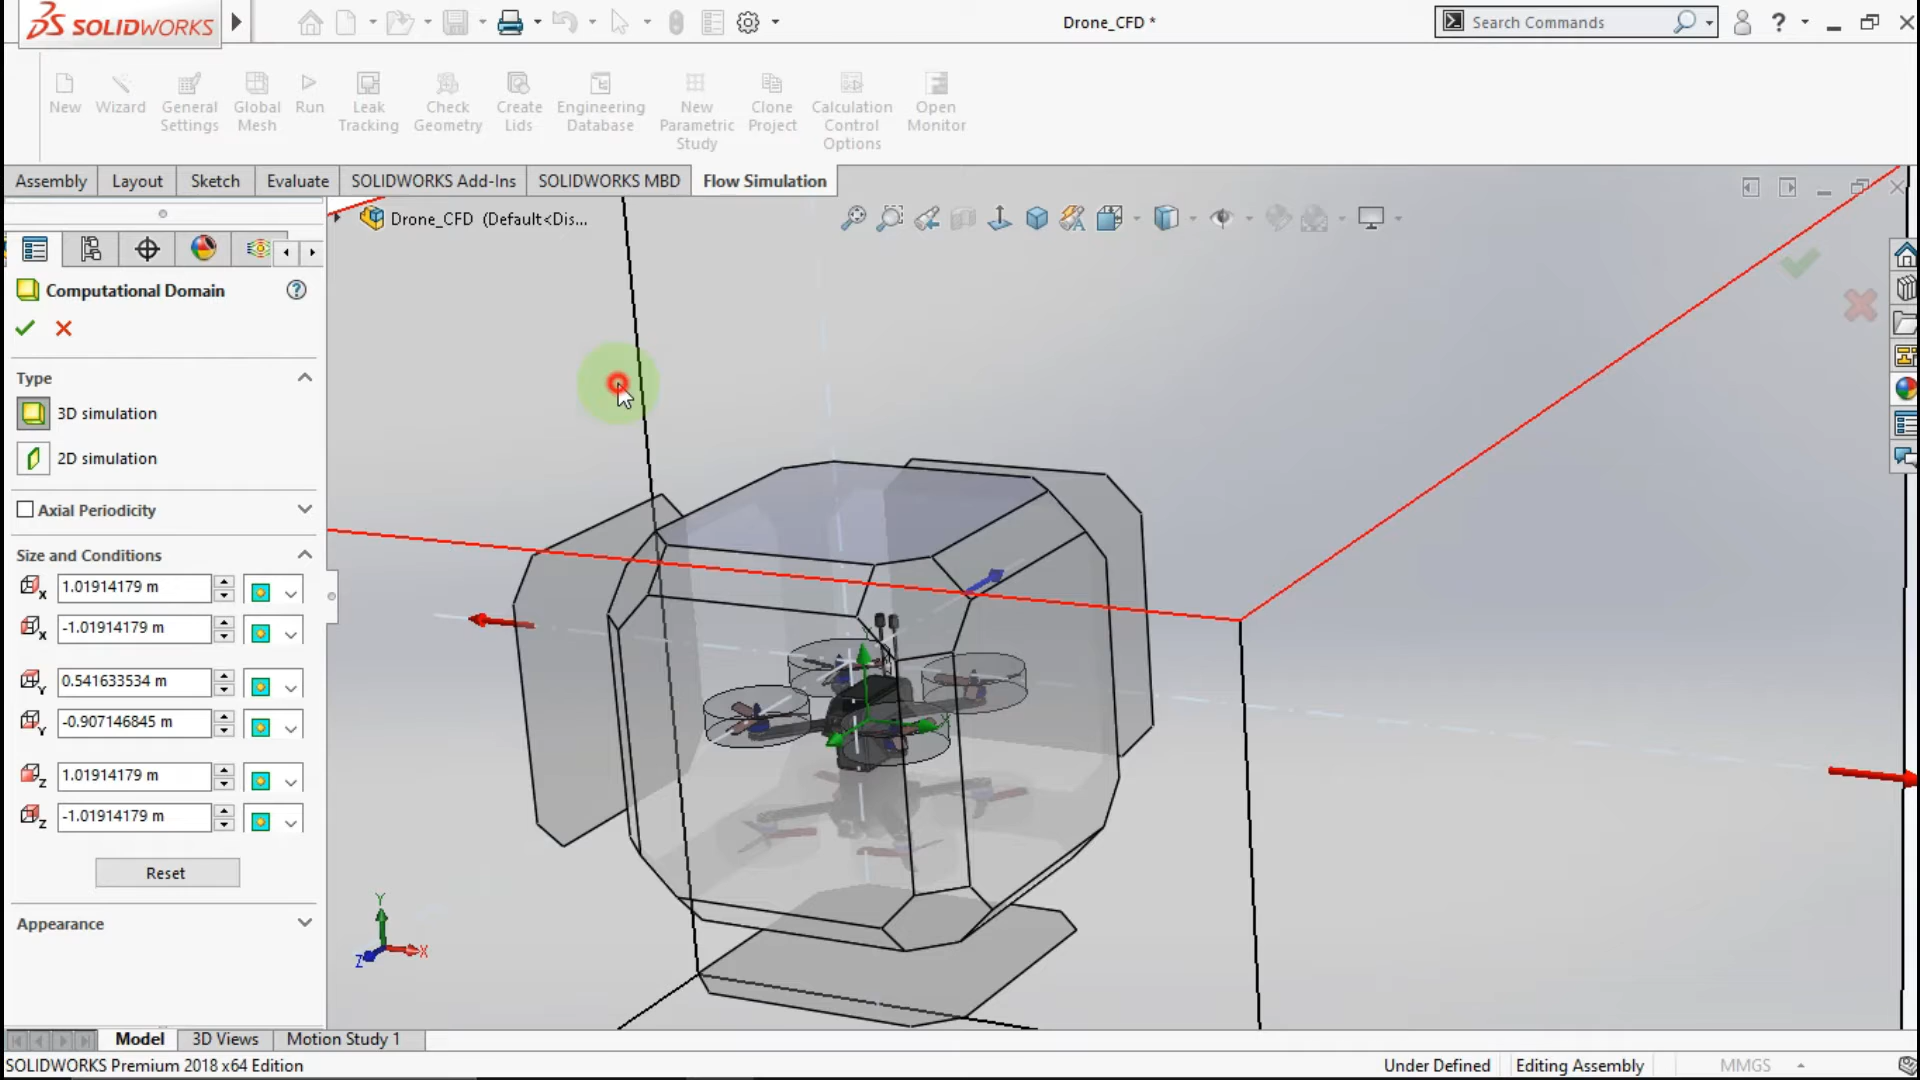 SOLIDWORKS
Drone_CFD *
Search Commands
?
New
Wizard
General
Settings
Global
Mesh
Run
Leak
Tracking
Check
Geometry
Create
Lids
Engineering
Database
New
Parametric
Study
Clone
Project
Calculation
Control
Options
Open
Monitor
Assembly
Layout
Sketch
Evaluate
SOLIDWORKS Add-Ins
SOLIDWORKS MBD
Flow Simulation
Drone_CFD (Default<Dis...
Computational Domain
?
Type
3D simulation
2D simulation
Axial Periodicity
Size and Conditions
X 1.01914179 m
X -1.01914179 m
Y 0.541633534 m
Y -0.907146845 m
Z 1.01914179 m
Z -1.01914179 m
Reset
Appearance
Y
X
Z
Model
3D Views
Motion Study 1
SOLIDWORKS Premium 2018 x64 Edition
Under Defined
Editing Assembly
MMGS